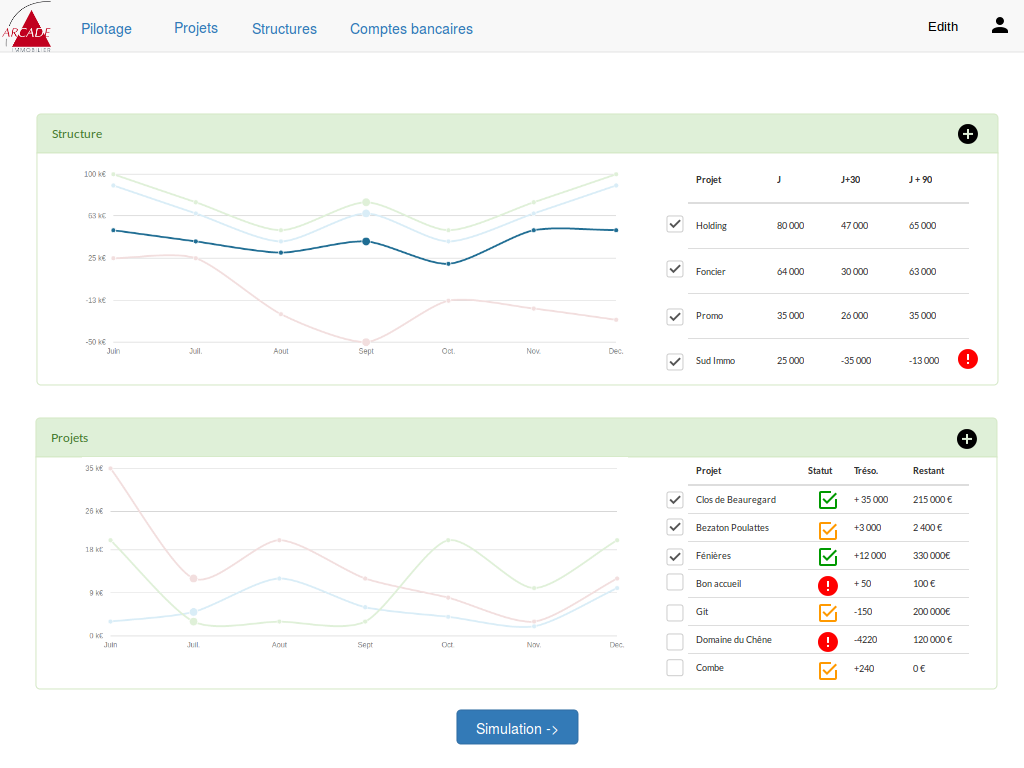 ARCADE
IMMOBILIER
Pilotage Projets Structures Comptes bancaires Edith
Structure
100 k€
63 k€
25 k€
-13 k€
-50 k€
Juin Juil. Aout Sept Oct. Nov. Dec.
Projet J J+30 J + 90
Holding 80 000 47 000 65 000
Foncier 64 000 30 000 63 000
Promo 35 000 26 000 35 000
Sud Immo 25 000 -35 000 -13 000
Projets
35 k€
26 k€
18 k€
9 k€
0 k€
Juin Juil. Aout Sept Oct Nov. Dec.
Projet Statut Tréso. Restant
Clos de Beauregard + 35 000 215 000 €
Bezaton Poulattes +3 000 2 400 €
Fénières +12 000 330 000€
Bon accueil + 50 100 €
Git -150 200 000€
Domaine du Chêne -4220 120 000 €
Combe +240 0 €
Simulation ->